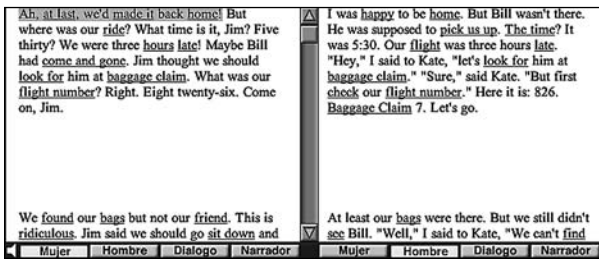 Ah, at last, we'd made it back home! But
where was our ride? What time is it, Jim? Five
thirty? We were three hours late! Maybe Bill
had come and gone. Jim thought we should
look for him at baggage claim. What was our
flight number? Right. Eight twenty-six. Come
on, Jim.
We found our bags but not our friend. This is
ridiculous. Jim said we should go sit down and
Mujer Hombre Dialogo Narrador
I was happy to be home. But Bill wasn't there.
He was supposed to pick us up. The time? It
was 5:30. Our flight was three hours late.
"Hey," I said to Kate, "let's look for him at
baggage claim." "Sure," said Kate. "But first
check our flight number." Here it is: 826.
Baggage Claim 7. Let's go.
At least our bags were there. But we still didn't
see Bill. "Well," I said to Kate, "We can't find
Mujer Hombre Dialogo Narrador